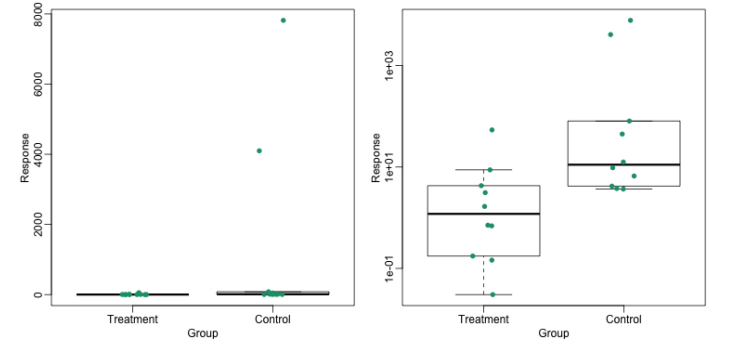 8000
6000
4000
2000
0
Response
Treatment
Control
Group
1e+03
1e+01
1e-01
Response
Treatment
Control
Group